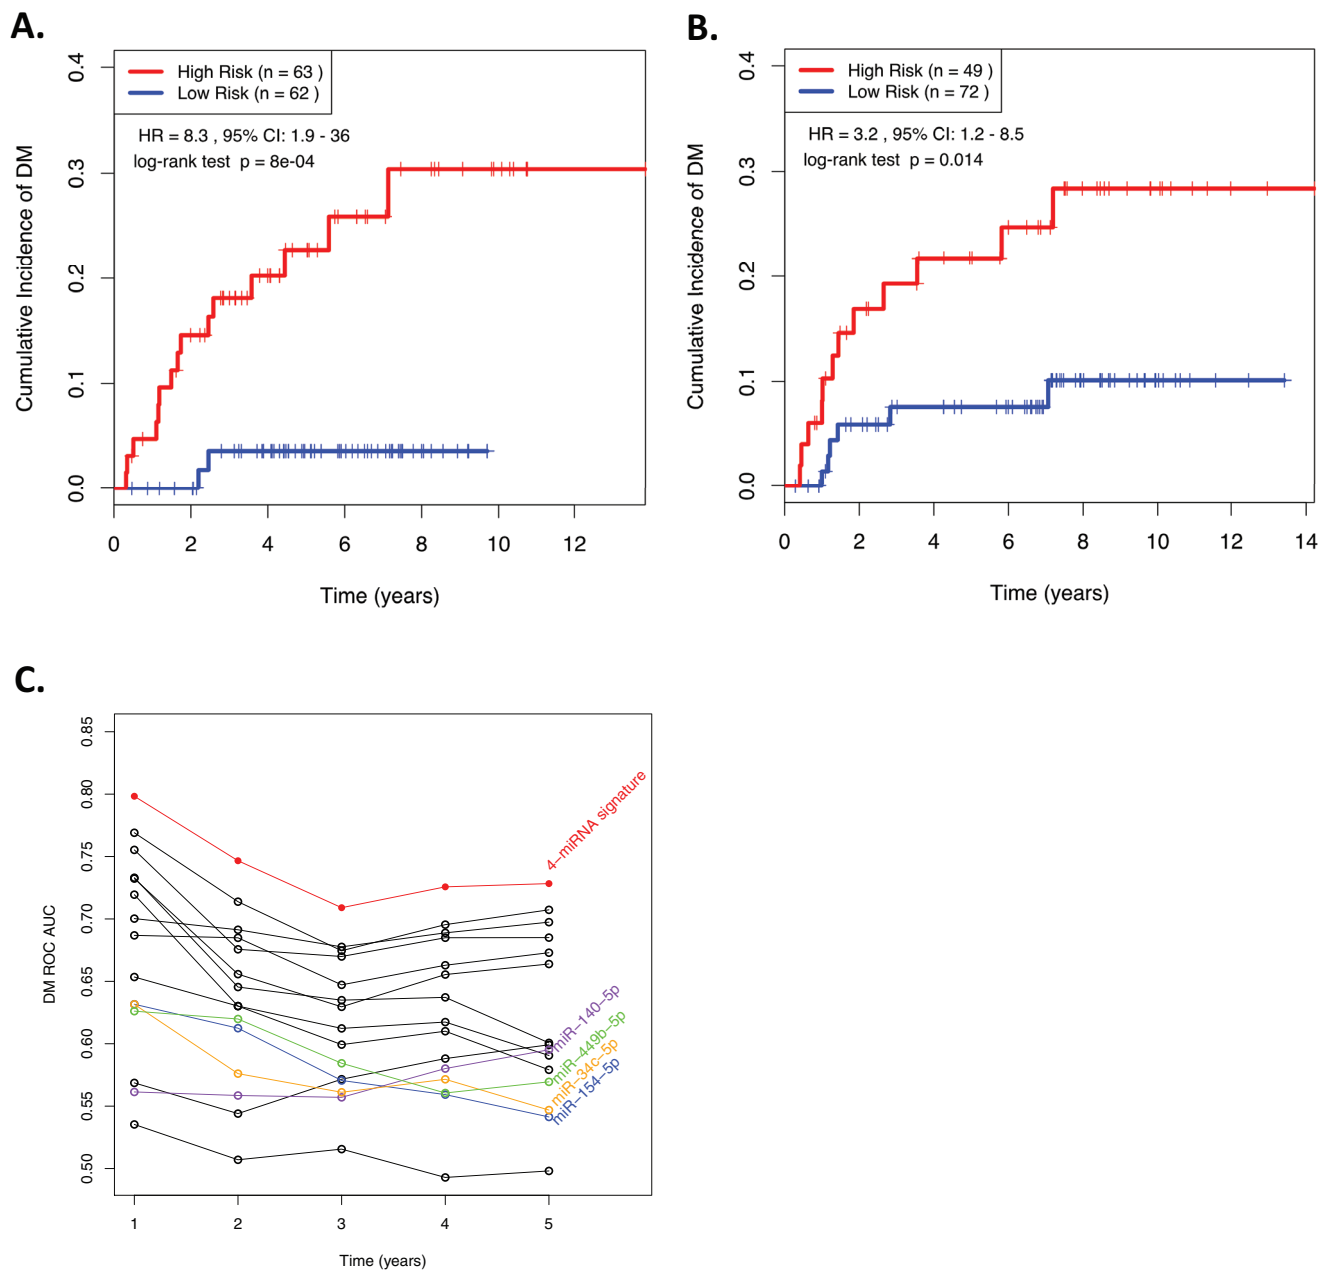 A.
High Risk (n = 63 )
Low Risk (n = 62 )
HR = 8.3 , 95% CI: 1.9 - 36
log-rank test p = 8e-04
Cumulative Incidence of DM
0.4
0.3
0.2
0.1
0.0
0 2 4 6 8 10 12
Time (years)
B.
High Risk (n = 49 )
Low Risk (n = 72 )
HR = 3.2 , 95% CI: 1.2 - 8.5
log-rank test p = 0.014
Cumulative Incidence of DM
0.4
0.3
0.2
0.1
0.0
0 2 4 6 8 10 12 14
Time (years)
C.
DM ROC AUC
0.85
0.80
0.75
0.70
0.65
0.60
0.55
0.50
4-miRNA signature
miR-140-5p
miR-449b-5p
miR-34c-5p
miR-154-5p
1 2 3 4 5
Time (years)